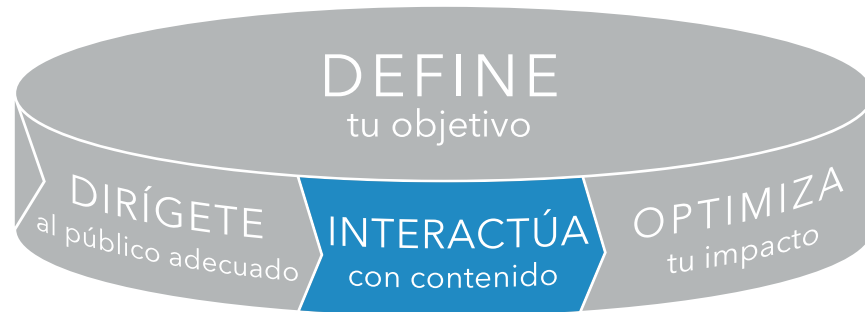 DEFINE
tu objetivo
DIRÍGETE
al público adecuado
INTERACTÚA
con contenido
OPTIMIZA
tu impacto